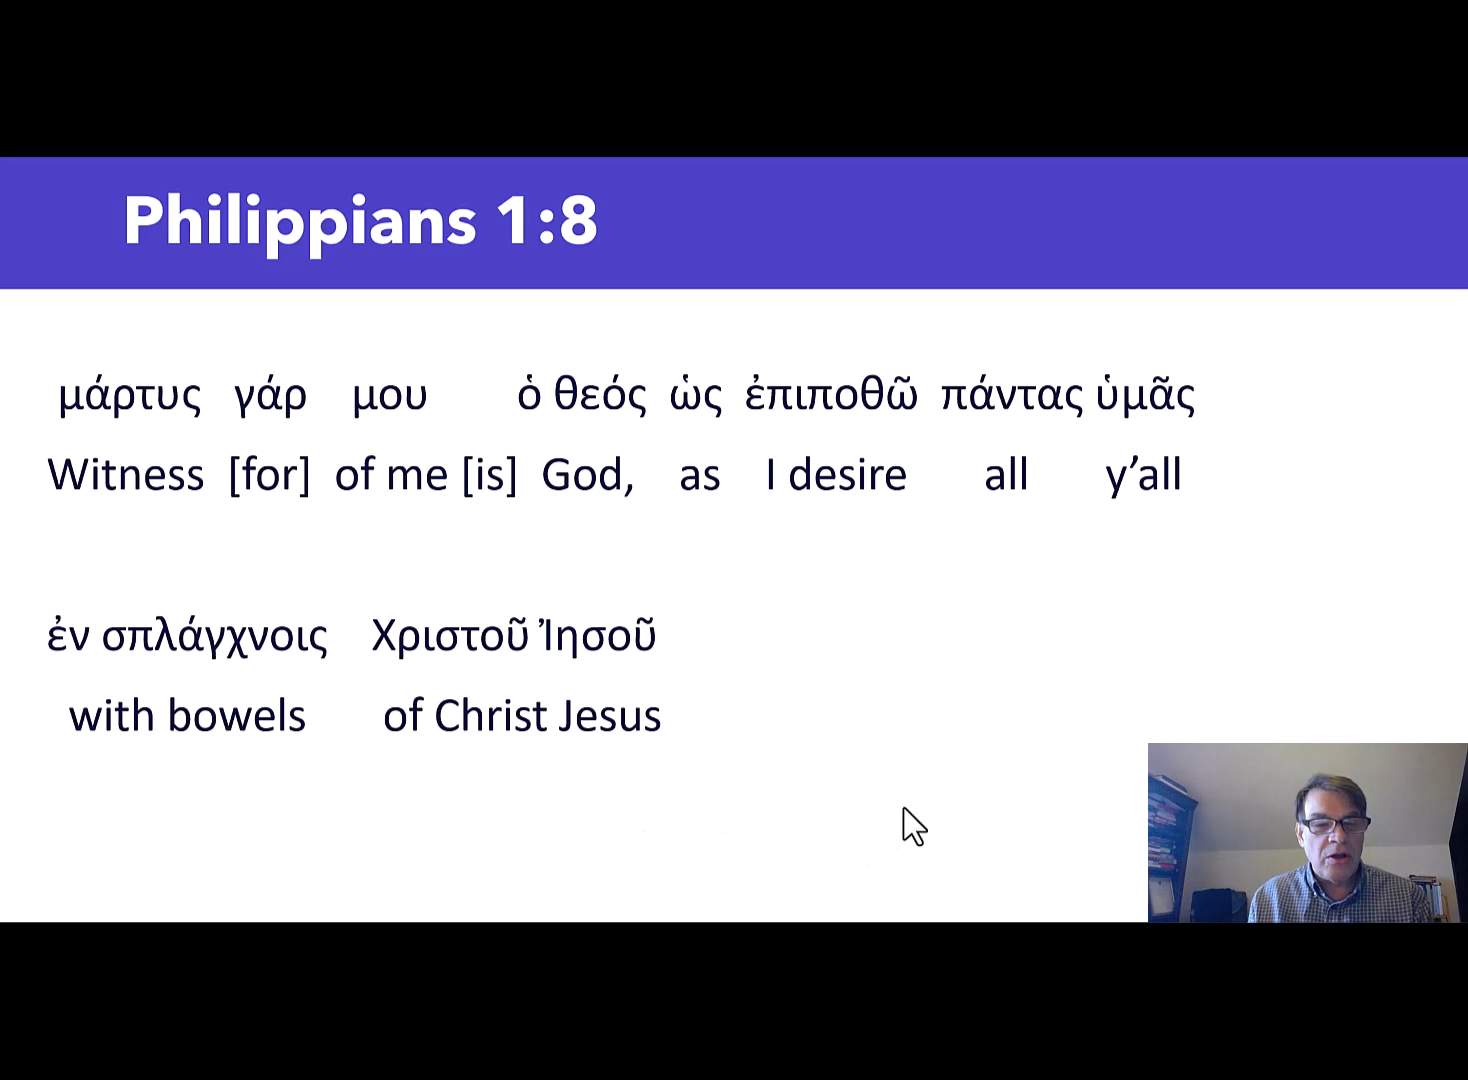 Philippians 1:8
μάρτυς γάρ μου ὁ θεός ὡς ἐπιποθῶ πάντας ὑμᾶς
Witness [for] of me [is] God, as I desire all y’all
ἐν σπλάγχνοις Χριστοῦ Ἰησοῦ
with bowels of Christ Jesus